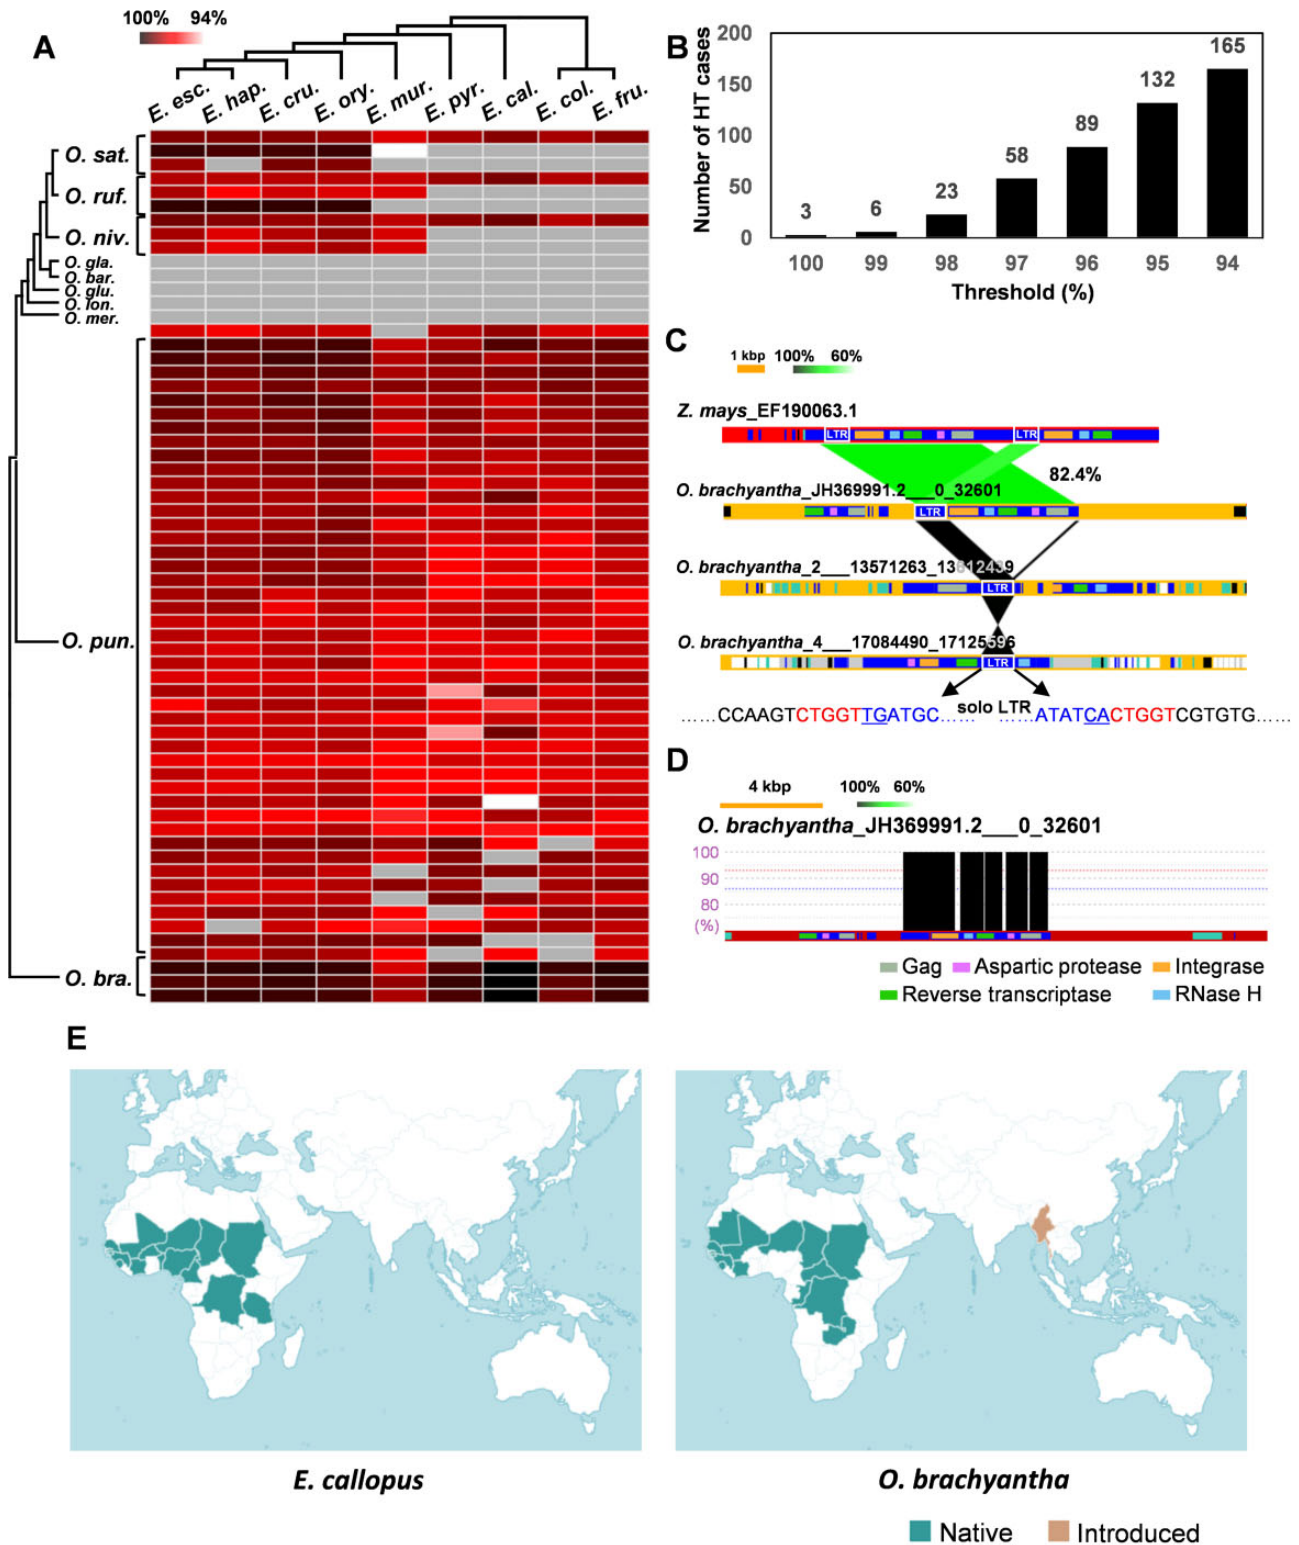 A
100% 94%
E. esc.
E. hap.
E. cru.
E. ory.
E. mur.
E. pyr.
E. cal.
E. col.
E. fru.
O. sat.
O. ruf.
O. niv.
O. gla.
O. bar.
O. glu.
O. lon.
O. mer.
O. pun.
O. bra.
B
Number of HT cases
200
150
100
50
0
3
6
23
58
89
132
165
100 99 98 97 96 95 94
Threshold (%)
C
1 kbp 100% 60%
Z. mays_EF190063.1
LTR LTR
82.4%
O. brachyantha_JH369991.2___0_32601
LTR
O. brachyantha_2___13571263_13612439
LTR
O. brachyantha_4___17084490_17125596
LTR
solo LTR
......CCAAGTCTGGTTGATGC...... ......ATATCACTGGTCGTGTG......
D
4 kbp 100% 60%
O. brachyantha_JH369991.2___0_32601
100
90
80
(%)
Gag Aspartic protease Integrase
Reverse transcriptase RNase H
E
E. callopus O. brachyantha
Native Introduced